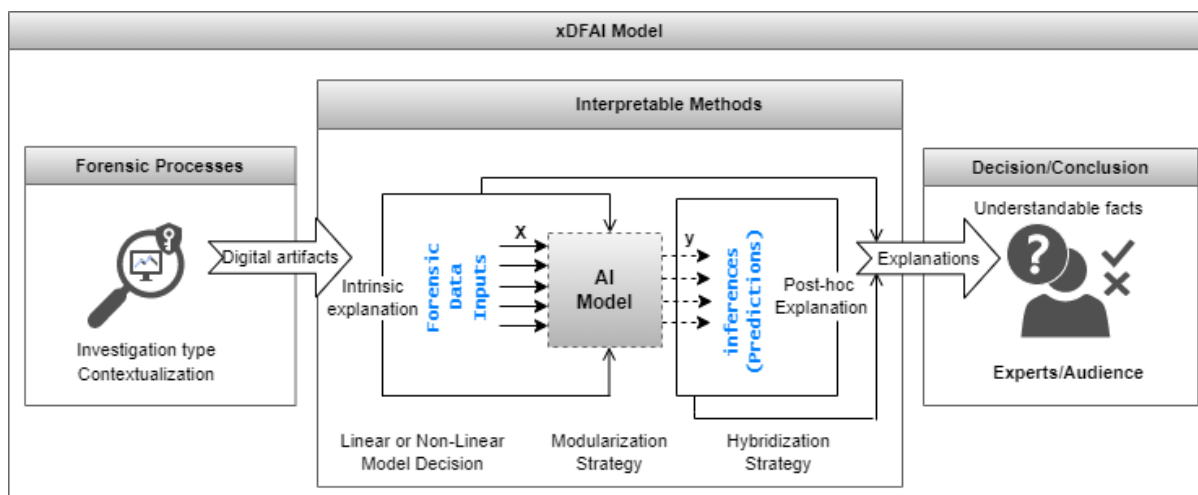 xDFAI Model
Interpretable Methods
Forensic Processes
Investigation type
Contextualization
Digital artifacts
Intrinsic
explanation
Forensic
Data
Inputs
X
AI
Model
y
inferences
(Predictions)
Post-hoc
Explanation
Linear or Non-Linear
Model Decision
Modularization
Strategy
Hybridization
Strategy
Explanations
Decision/Conclusion
Understandable facts
?
Experts/Audience